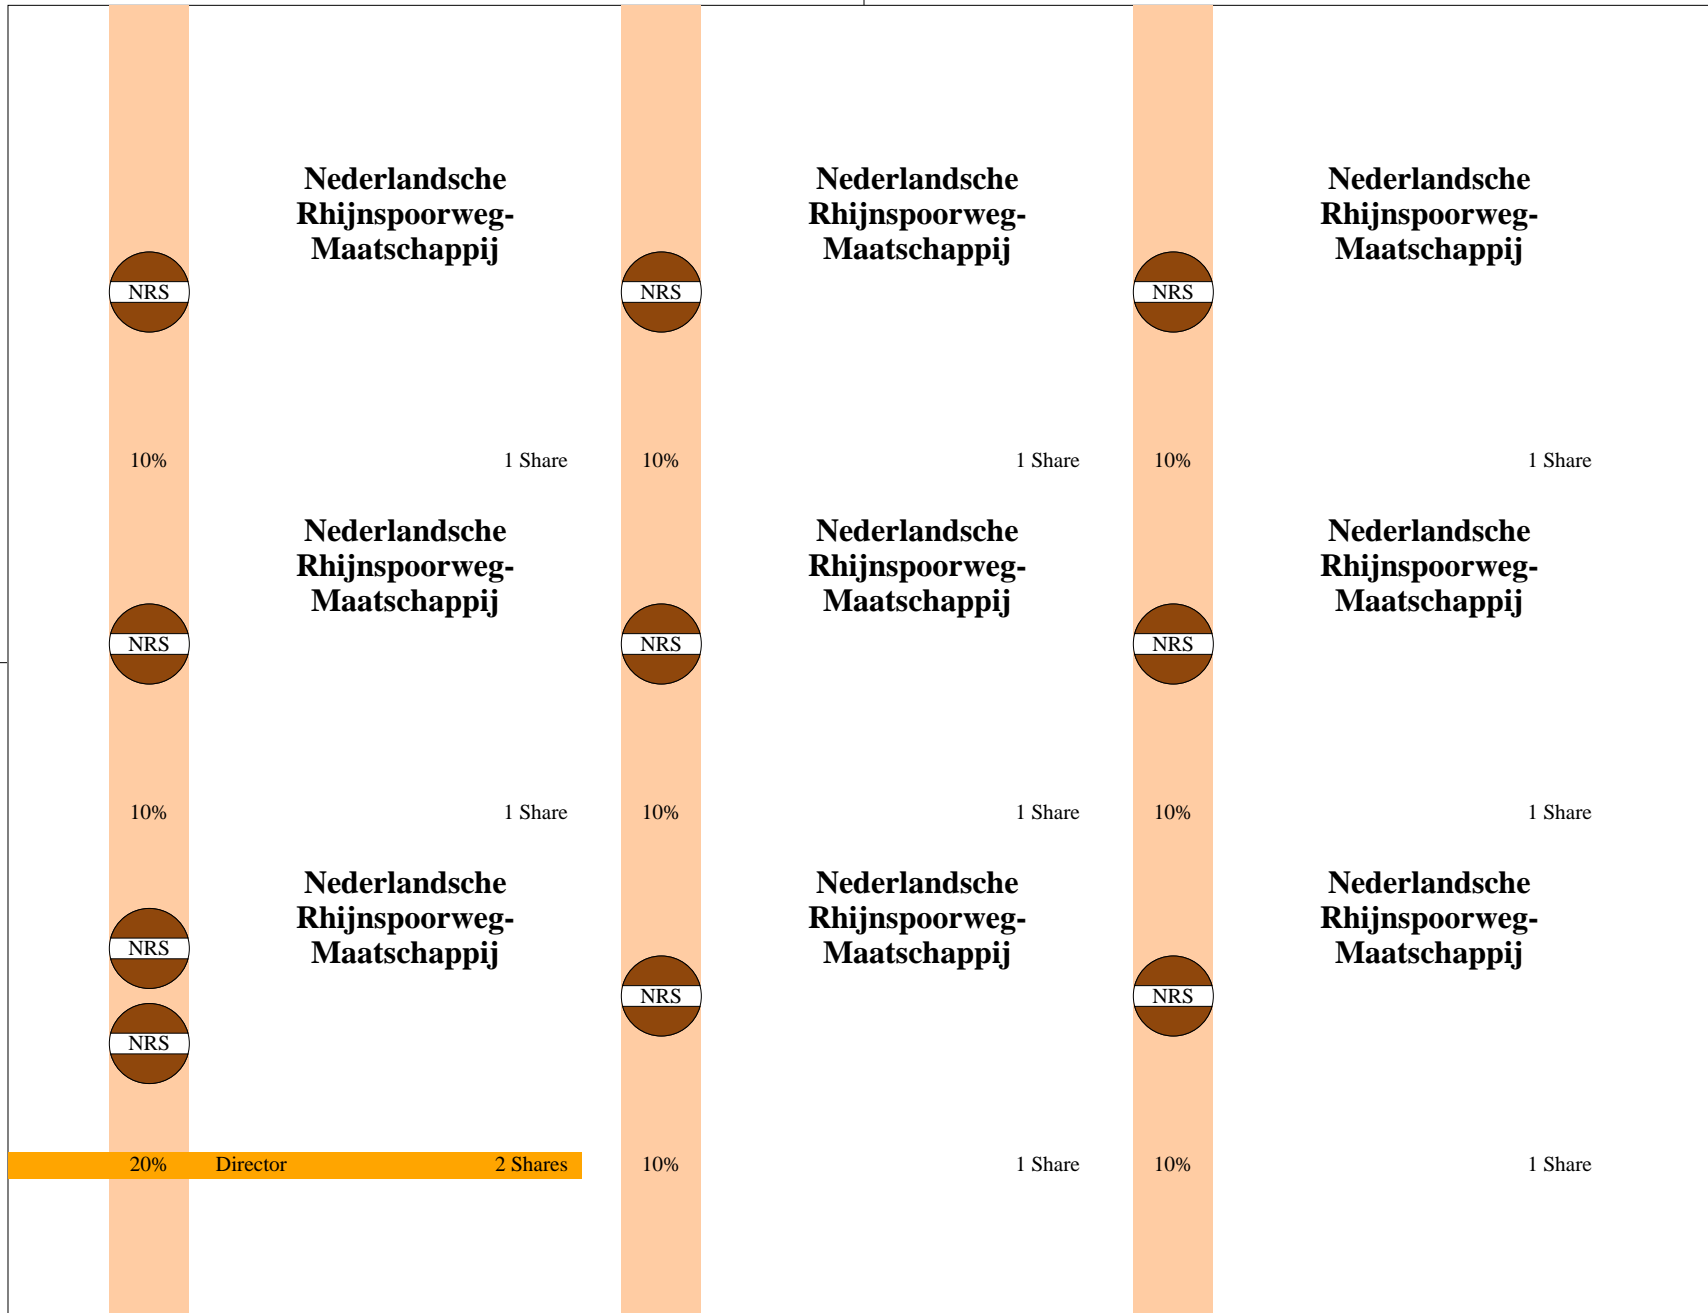 Nederlandsche
Rhijnspoorweg-
Maatschappij
NRS
10%
1 Share
Nederlandsche
Rhijnspoorweg-
Maatschappij
NRS
10%
1 Share
Nederlandsche
Rhijnspoorweg-
Maatschappij
NRS
10%
1 Share
Nederlandsche
Rhijnspoorweg-
Maatschappij
NRS
10%
1 Share
Nederlandsche
Rhijnspoorweg-
Maatschappij
NRS
10%
1 Share
Nederlandsche
Rhijnspoorweg-
Maatschappij
NRS
10%
1 Share
Nederlandsche
Rhijnspoorweg-
Maatschappij
NRS
NRS
20% Director 2 Shares
Nederlandsche
Rhijnspoorweg-
Maatschappij
NRS
10%
1 Share
Nederlandsche
Rhijnspoorweg-
Maatschappij
NRS
10%
1 Share